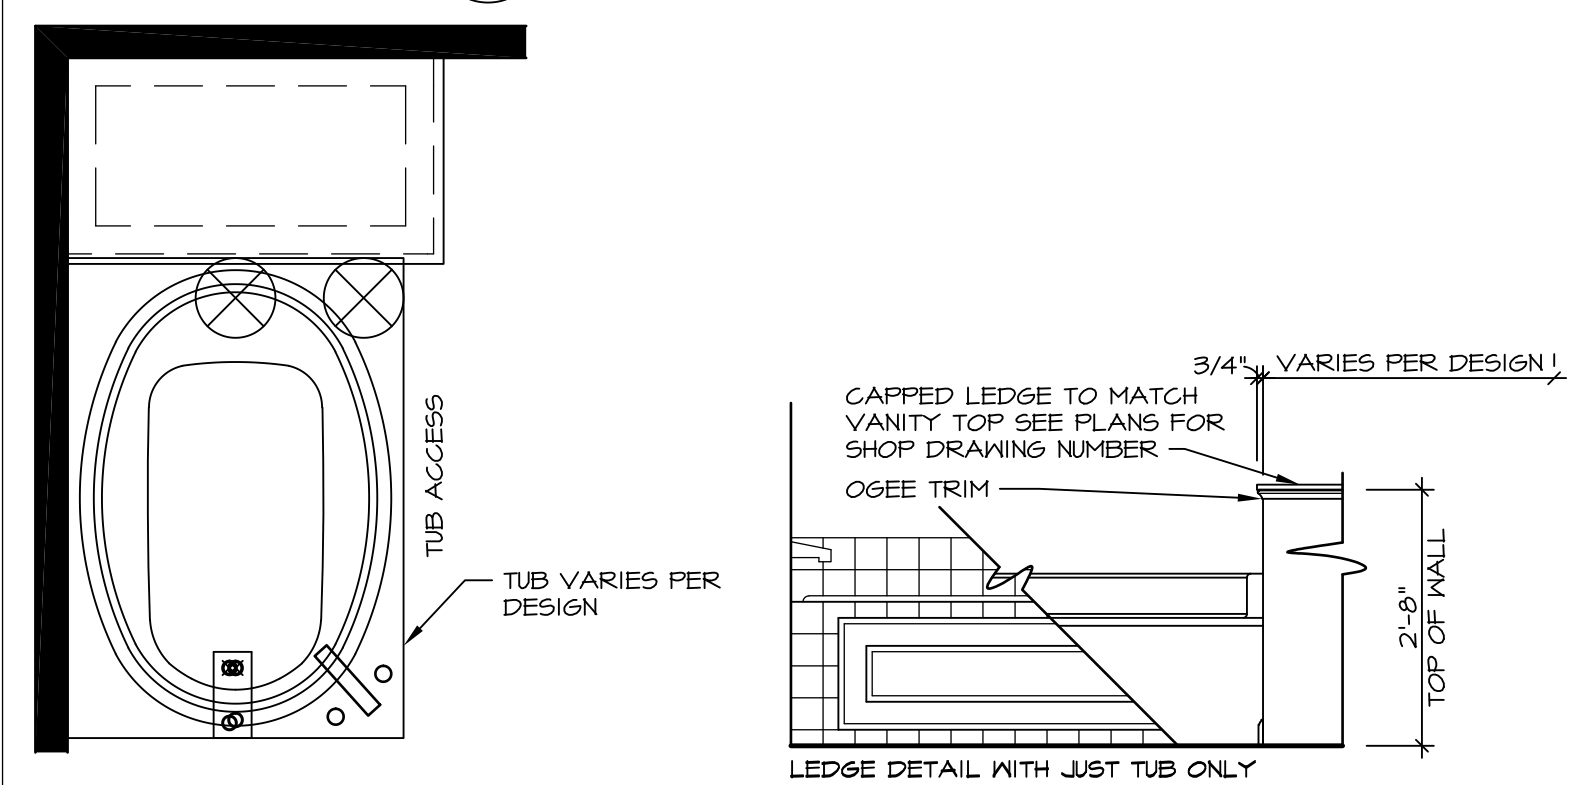 TUB ACCESS
TUB VARIES PER
DESIGN
3/4"
VARIES PER DESIGN !
CAPPED LEDGE TO MATCH
VANITY TOP SEE PLANS FOR
SHOP DRAWING NUMBER
OGEE TRIM
2'-8"
TOP OF WALL
LEDGE DETAIL WITH JUST TUB ONLY